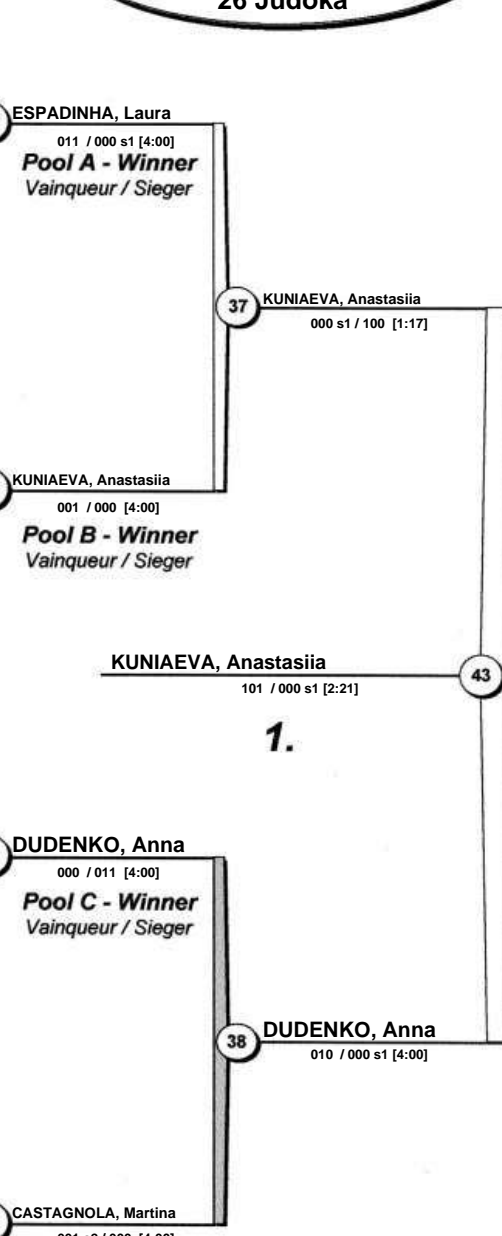 26 Judoka
ESPADINHA, Laura
011 / 000 s1 [4:00]
Pool A - Winner
Vainqueur / Sieger
37
KUNIAEVA, Anastasiia
000 s1 / 100 [1:17]
KUNIAEVA, Anastasiia
001 / 000 [4:00]
Pool B - Winner
Vainqueur / Sieger
KUNIAEVA, Anastasiia
101 / 000 s1 [2:21]
43
1.
DUDENKO, Anna
000 / 011 [4:00]
Pool C - Winner
Vainqueur / Sieger
38
DUDENKO, Anna
010 / 000 s1 [4:00]
CASTAGNOLA, Martina